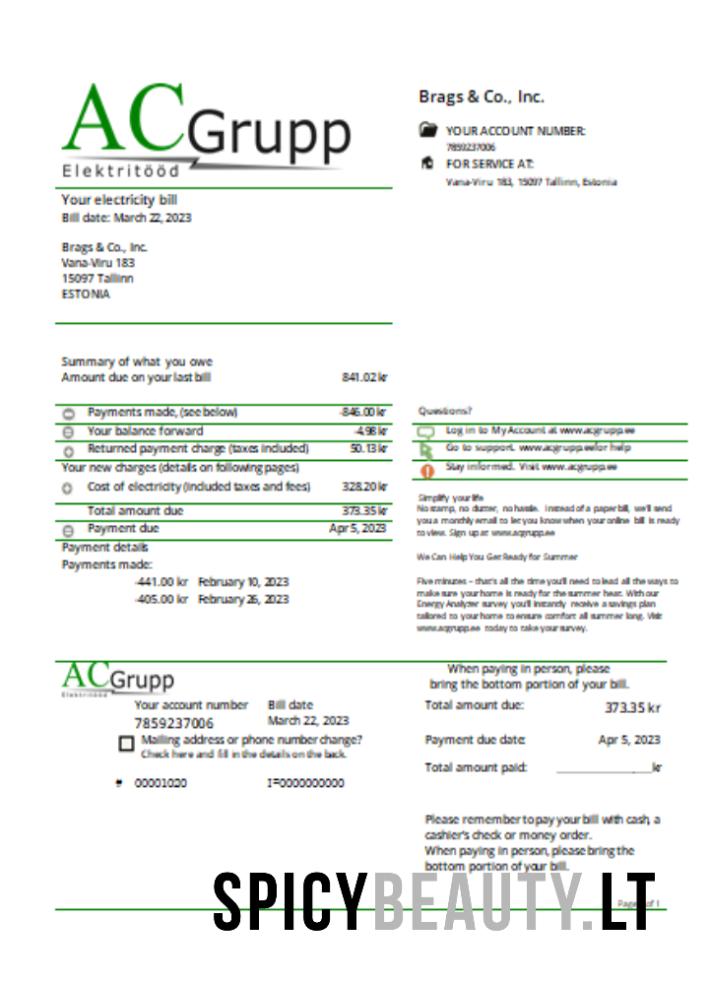 ACGrupp
Elektritööd
Brags & Co., Inc.
YOUR ACCOUNT NUMBER:
7859237006
FOR SERVICE AT:
Vana-Viru 183, 15097 Tallinn, Estonia
Your electricity bill
Bill date: March 22, 2023
Brags & Co., Inc.
Vana-Viru 183
15097 Tallinn
ESTONIA
Summary of what you owe
Amount due on your last bill 841.02 kr
Payments made, (see below) -846.00 kr
Your balance forward -4.98 kr
Returned payment charge (taxes included) 50.13 kr
Your new charges (details on following pages)
Cost of electricity (included taxes and fees) 328.20 kr
Total amount due 373.35 kr
Payment due Apr 5, 2023
Payment details
Payments made:
-441.00 kr February 10, 2023
-405.00 kr February 26, 2023
Questions?
Log in to My Account at www.acgrupp.ee
Go to support. www.acgrupp.ee for help
Stay informed. Visit www.acgrupp.ee
Simplify your life
No stamp, no clutter, no hassle. Instead of a paper bill, we'll send
you a monthly email to let you know when your online bill is ready
to view. Sign up at www.acgrupp.ee
We Can Help You Get Ready for Summer
Five minutes – that's all the time you'll need to lead all the ways to
make sure your home is ready for the summer heat. With our
Energy Analyzer survey you'll instantly receive a savings plan
tailored to your home to ensure comfort all summer long. Visit
www.acgrupp.ee today to take your survey.
ACGrupp
Elektritööd
Your account number Bill date
7859237006 March 22, 2023
Mailing address or phone number change?
Check here and fill in the details on the back.
# 00001020 I=0000000000
When paying in person, please
bring the bottom portion of your bill.
Total amount due: 373.35 kr
Payment due date: Apr 5, 2023
Total amount paid: ______________kr
Please remember to pay your bill with cash, a
cashier's check or money order.
When paying in person, please bring the
bottom portion of your bill.
Page of 1
SPICYBEAUTY.LT